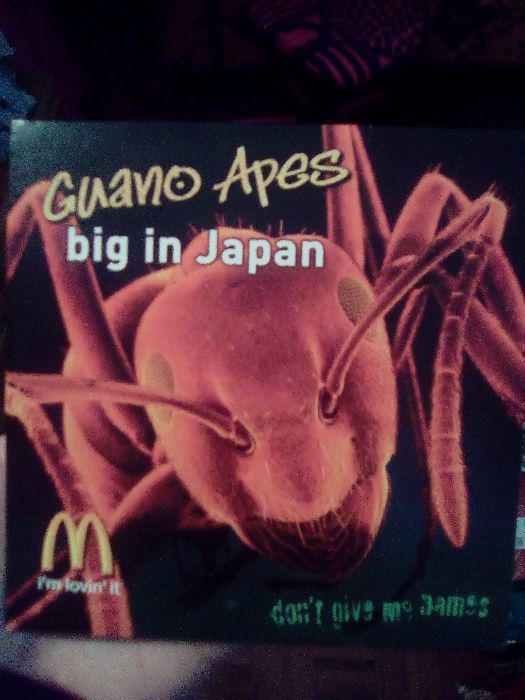 Guano Apes
big in Japan
M
i'm lovin' it
don't give me names